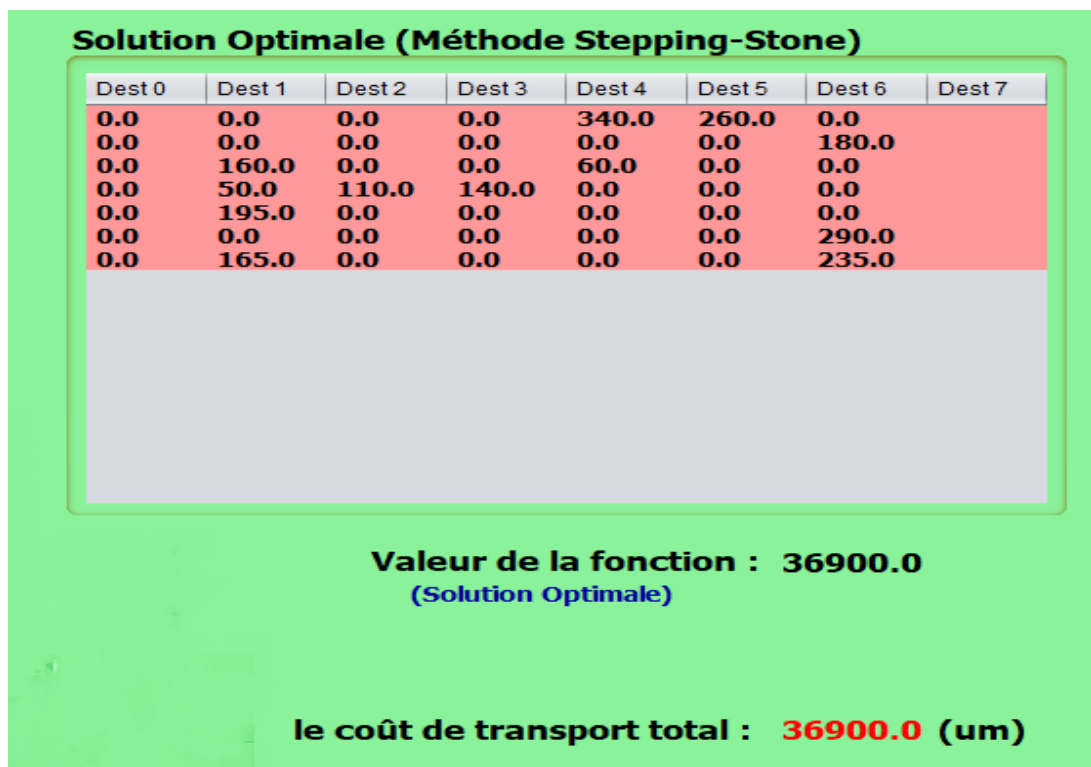 Solution Optimale (Méthode Stepping-Stone)
Dest 0 Dest 1 Dest 2 Dest 3 Dest 4 Dest 5 Dest 6 Dest 7
0.0 0.0 0.0 0.0 340.0 260.0 0.0
0.0 0.0 0.0 0.0 0.0 0.0 180.0
0.0 160.0 0.0 0.0 60.0 0.0 0.0
0.0 50.0 110.0 140.0 0.0 0.0 0.0
0.0 195.0 0.0 0.0 0.0 0.0 0.0
0.0 0.0 0.0 0.0 0.0 0.0 290.0
0.0 165.0 0.0 0.0 0.0 0.0 235.0
Valeur de la fonction : 36900.0
(Solution Optimale)
le coût de transport total : 36900.0 (um)